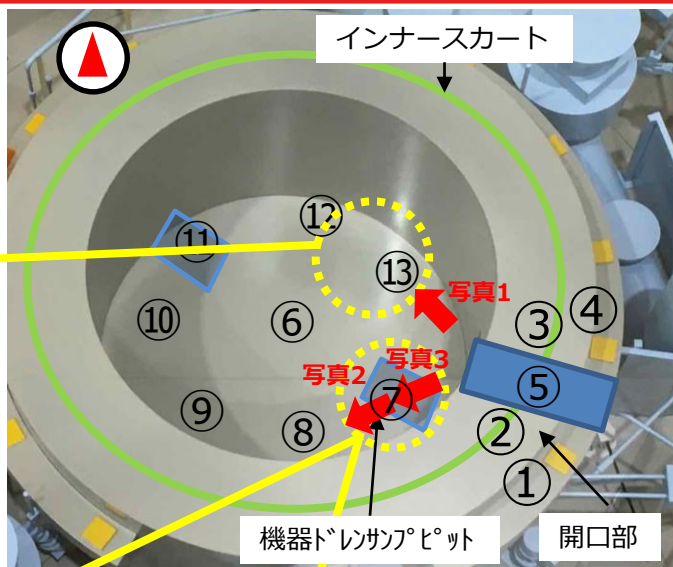 インナースカート
⑫
⑪
⑬
写真1
④
⑩
⑥
③
写真2
写真3
⑤
⑦
⑨
⑧
②
①
機器ドレンサンプピット
開口部